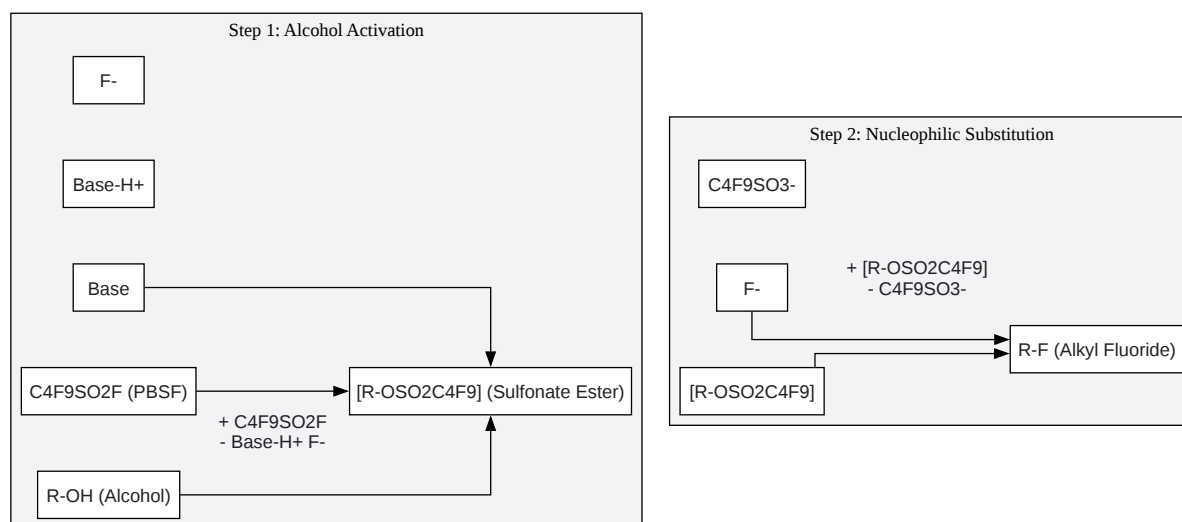 Step 1: Alcohol Activation
F-
Base-H+
Base
C4F9SO2F (PBSF)
[R-OSO2C4F9] (Sulfonate Ester)
+ C4F9SO2F
- Base-H+ F-
R-OH (Alcohol)
Step 2: Nucleophilic Substitution
C4F9SO3-
F-
+ [R-OSO2C4F9]
- C4F9SO3-
R-F (Alkyl Fluoride)
[R-OSO2C4F9]